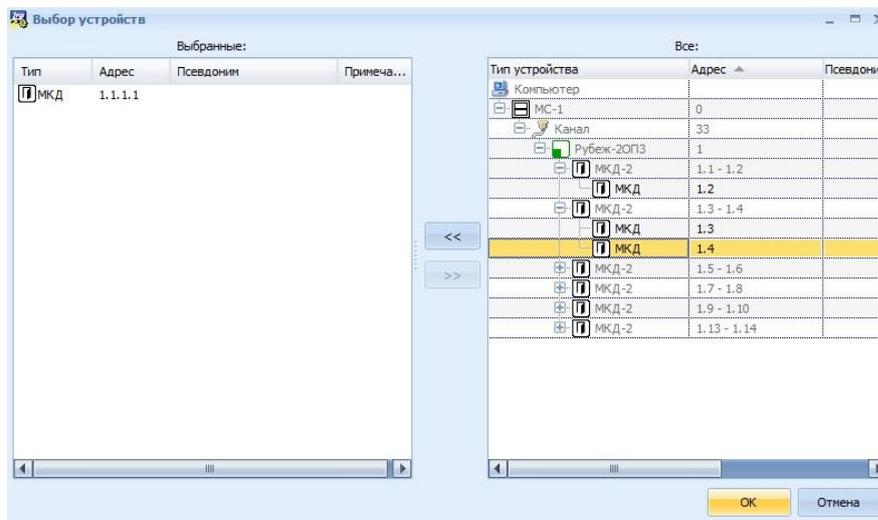 Выбор устройств
Выбранные:
Тип Адрес Псевдоним Примеча...
МКД 1.1.1.1
<<
>>
Все:
Тип устройства Адрес Псевдони
Компьютер
МС-1 0
Канал 33
Рубеж-2ОП3 1
МКД-2 1.1 - 1.2
МКД 1.2
МКД-2 1.3 - 1.4
МКД 1.3
МКД 1.4
МКД-2 1.5 - 1.6
МКД-2 1.7 - 1.8
МКД-2 1.9 - 1.10
МКД-2 1.13 - 1.14
OK Отмена